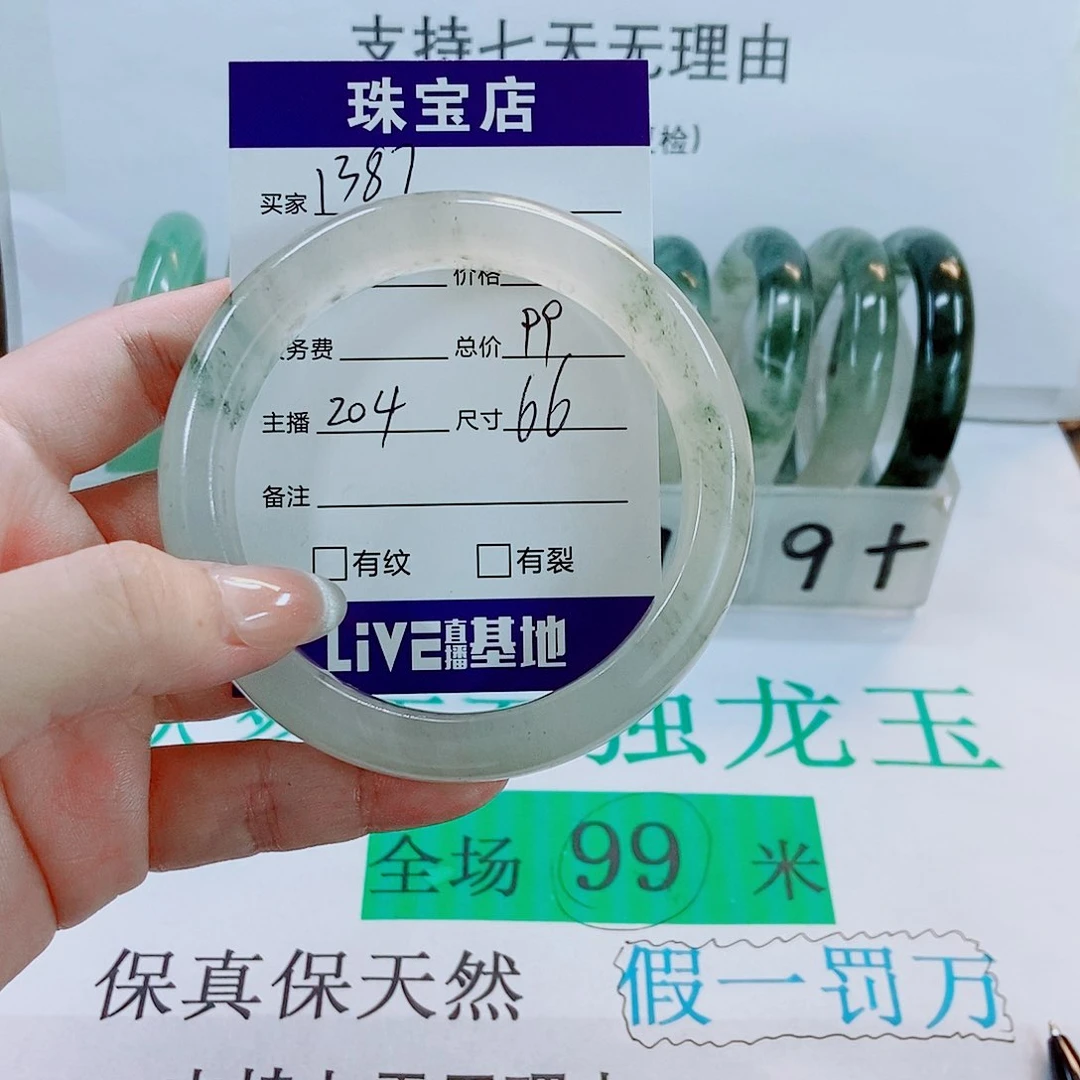 支持七天无理由
检)
珠宝店
买家 1387
价格
务费 总价 99
主播 204 尺寸 66
备注
□有纹 □有裂
LiVE直播基地
9+
独龙玉
全场 99 米
保真保天然 假一罚万